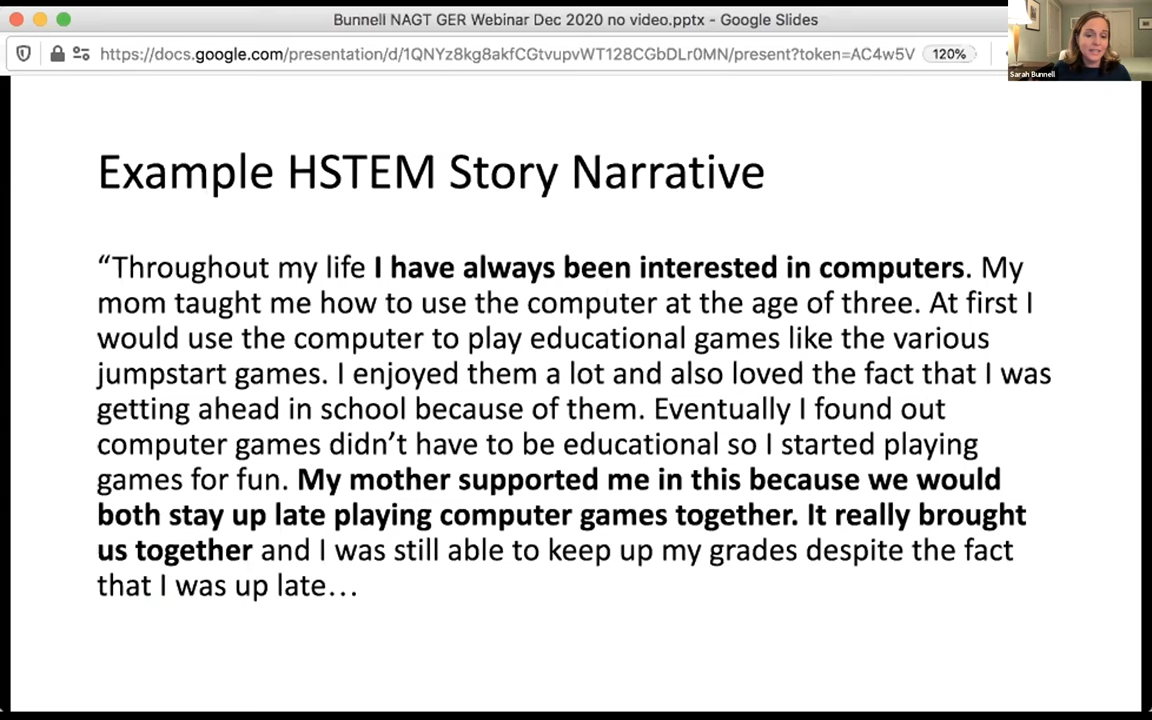 Bunnell NAGT GER Webinar Dec 2020 no video.pptx - Google Slides
https://docs.google.com/presentation/d/1QNYz8kg8akfCGtvupvWT128CGbDLr0MN/present?token=AC4w5V
120%
Sarah Bunnell
Example HSTEM Story Narrative
“Throughout my life I have always been interested in computers. My
mom taught me how to use the computer at the age of three. At first I
would use the computer to play educational games like the various
jumpstart games. I enjoyed them a lot and also loved the fact that I was
getting ahead in school because of them. Eventually I found out
computer games didn’t have to be educational so I started playing
games for fun. My mother supported me in this because we would
both stay up late playing computer games together. It really brought
us together and I was still able to keep up my grades despite the fact
that I was up late…